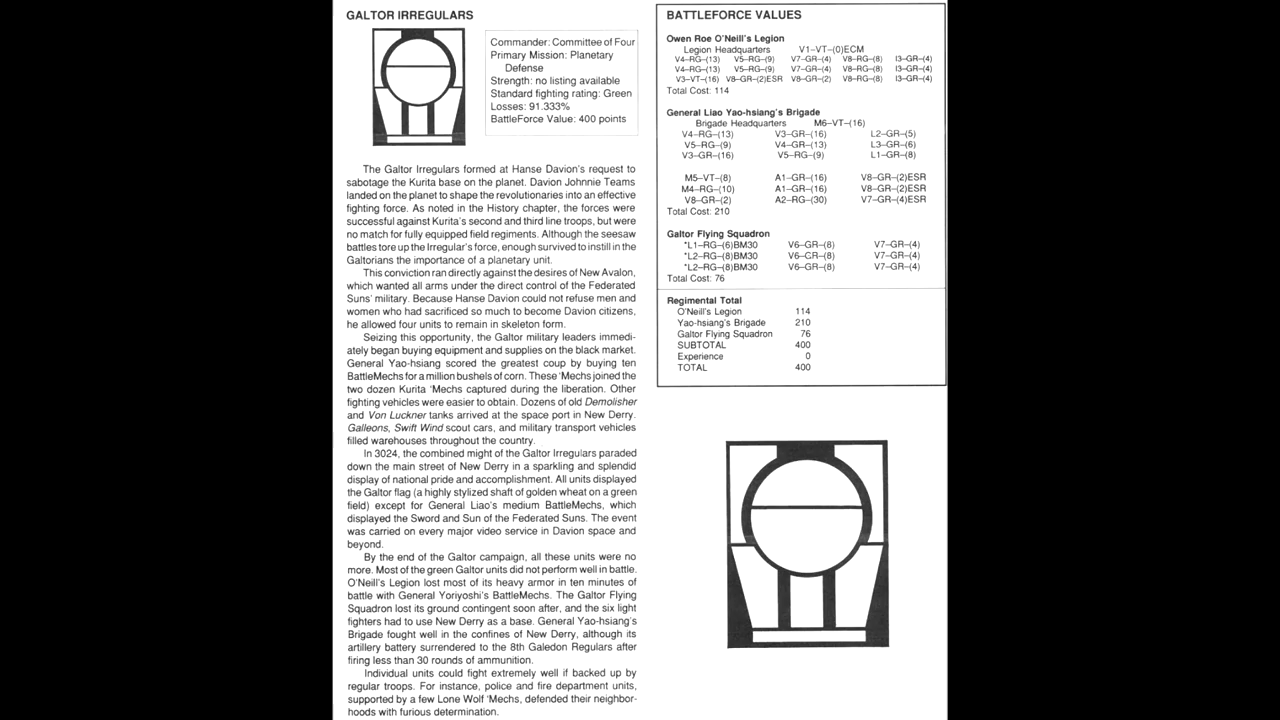 GALTOR IRREGULARS
Commander: Committee of Four
Primary Mission: Planetary
Defense
Strength: no listing available
Standard fighting rating: Green
Losses: 91.333%
BattleForce Value: 400 points
The Galtor Irregulars formed at Hanse Davion's request to
sabotage the Kurita base on the planet. Davion Johnnie Teams
landed on the planet to shape the revolutionaries into an effective
fighting force. As noted in the History chapter, the forces were
successful against Kurita's second and third line troops, but were
no match for fully equipped field regiments. Although the seesaw
battles tore up the Irregular's force, enough survived to instill in the
Galtorians the importance of a planetary unit.
This conviction ran directly against the desires of New Avalon,
which wanted all arms under the direct control of the Federated
Suns' military. Because Hanse Davion could not refuse men and
women who had sacrificed so much to become Davion citizens,
he allowed four units to remain in skeleton form.
Seizing this opportunity, the Galtor military leaders immedi-
ately began buying equipment and supplies on the black market.
General Yao-hsiang scored the greatest coup by buying ten
BattleMechs for a million bushels of corn. These 'Mechs joined the
two dozen Kurita 'Mechs captured during the liberation. Other
fighting vehicles were easier to obtain. Dozens of old Demolisher
and Von Luckner tanks arrived at the space port in New Derry.
Galleons, Swift Wind scout cars, and military transport vehicles
filled warehouses throughout the country.
In 3024, the combined might of the Galtor Irregulars paraded
down the main street of New Derry in a sparkling and splendid
display of national pride and accomplishment. All units displayed
the Galtor flag (a highly stylized shaft of golden wheat on a green
field) except for General Liao's medium BattleMechs, which
displayed the Sword and Sun of the Federated Suns. The event
was carried on every major video service in Davion space and
beyond.
By the end of the Galtor campaign, all these units were no
more. Most of the green Galtor units did not perform well in battle.
O'Neill's Legion lost most of its heavy armor in ten minutes of
battle with General Yoriyoshi's BattleMechs. The Galtor Flying
Squadron lost its ground contingent soon after, and the six light
fighters had to use New Derry as a base. General Yao-hsiang's
Brigade fought well in the confines of New Derry, although its
artillery battery surrendered to the 8th Galedon Regulars after
firing less than 30 rounds of ammunition.
Individual units could fight extremely well if backed up by
regular troops. For instance, police and fire department units,
supported by a few Lone Wolf 'Mechs, defended their neighbor-
hoods with furious determination.
BATTLEFORCE VALUES
Owen Roe O'Neill's Legion
Legion Headquarters V1–VT–(0)ECM
V4–RG–(13) V5–RG–(9) V7–GR–(4) V8–RG–(8) I3–GR–(4)
V4–RG–(13) V5–RG–(9) V7–GR–(4) V8–RG–(8) I3–GR–(4)
V3–VT–(16) V8–GR–(2)ESR V8–GR–(2) V8–RG–(8) I3–GR–(4)
Total Cost: 114
General Liao Yao-hsiang's Brigade
Brigade Headquarters M6–VT–(16)
V4–RG–(13) V3–GR–(16) L2–GR–(5)
V5–RG–(9) V4–GR–(13) L3–GR–(6)
V3–GR–(16) V5–RG–(9) L1–GR–(8)
M5–VT–(8) A1–GR–(16) V8–GR–(2)ESR
M4–RG–(10) A1–GR–(16) V8–GR–(2)ESR
V8–GR–(2) A2–RG–(30) V7–GR–(4)ESR
Total Cost: 210
Galtor Flying Squadron
*L1–RG–(6)BM30 V6–GR–(8) V7–GR–(4)
*L2–RG–(8)BM30 V6–CR–(8) V7–GR–(4)
*L2–RG–(8)BM30 V6–GR–(8) V7–GR–(4)
Total Cost: 76
Regimental Total
O'Neill's Legion 114
Yao-hsiang's Brigade 210
Galtor Flying Squadron 76
SUBTOTAL 400
Experience 0
TOTAL 400